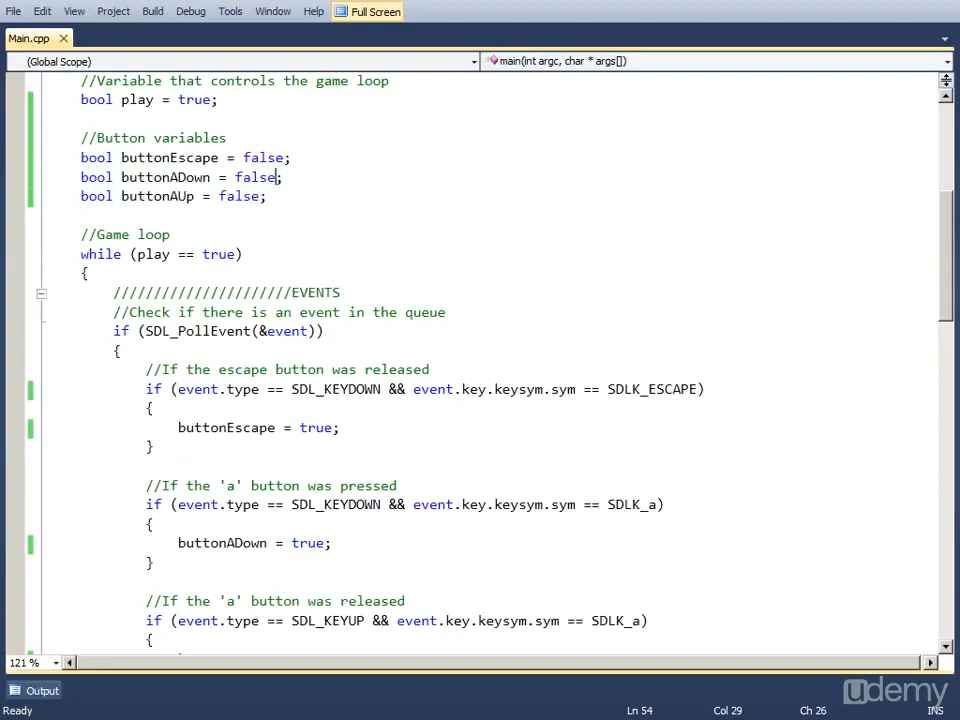 File Edit View Project Build Debug Tools Window Help Full Screen
Main.cpp
(Global Scope) main(int argc, char * args[])
//Variable that controls the game loop
bool play = true;
//Button variables
bool buttonEscape = false;
bool buttonADown = false;
bool buttonAUp = false;
//Game loop
while (play == true)
{
//////////////////////EVENTS
//Check if there is an event in the queue
if (SDL_PollEvent(&event))
{
//If the escape button was released
if (event.type == SDL_KEYDOWN && event.key.keysym.sym == SDLK_ESCAPE)
{
buttonEscape = true;
}
//If the 'a' button was pressed
if (event.type == SDL_KEYDOWN && event.key.keysym.sym == SDLK_a)
{
buttonADown = true;
}
//If the 'a' button was released
if (event.type == SDL_KEYUP && event.key.keysym.sym == SDLK_a)
{
121 %
Output
udemy
Ready Ln 54 Col 29 Ch 26 INS